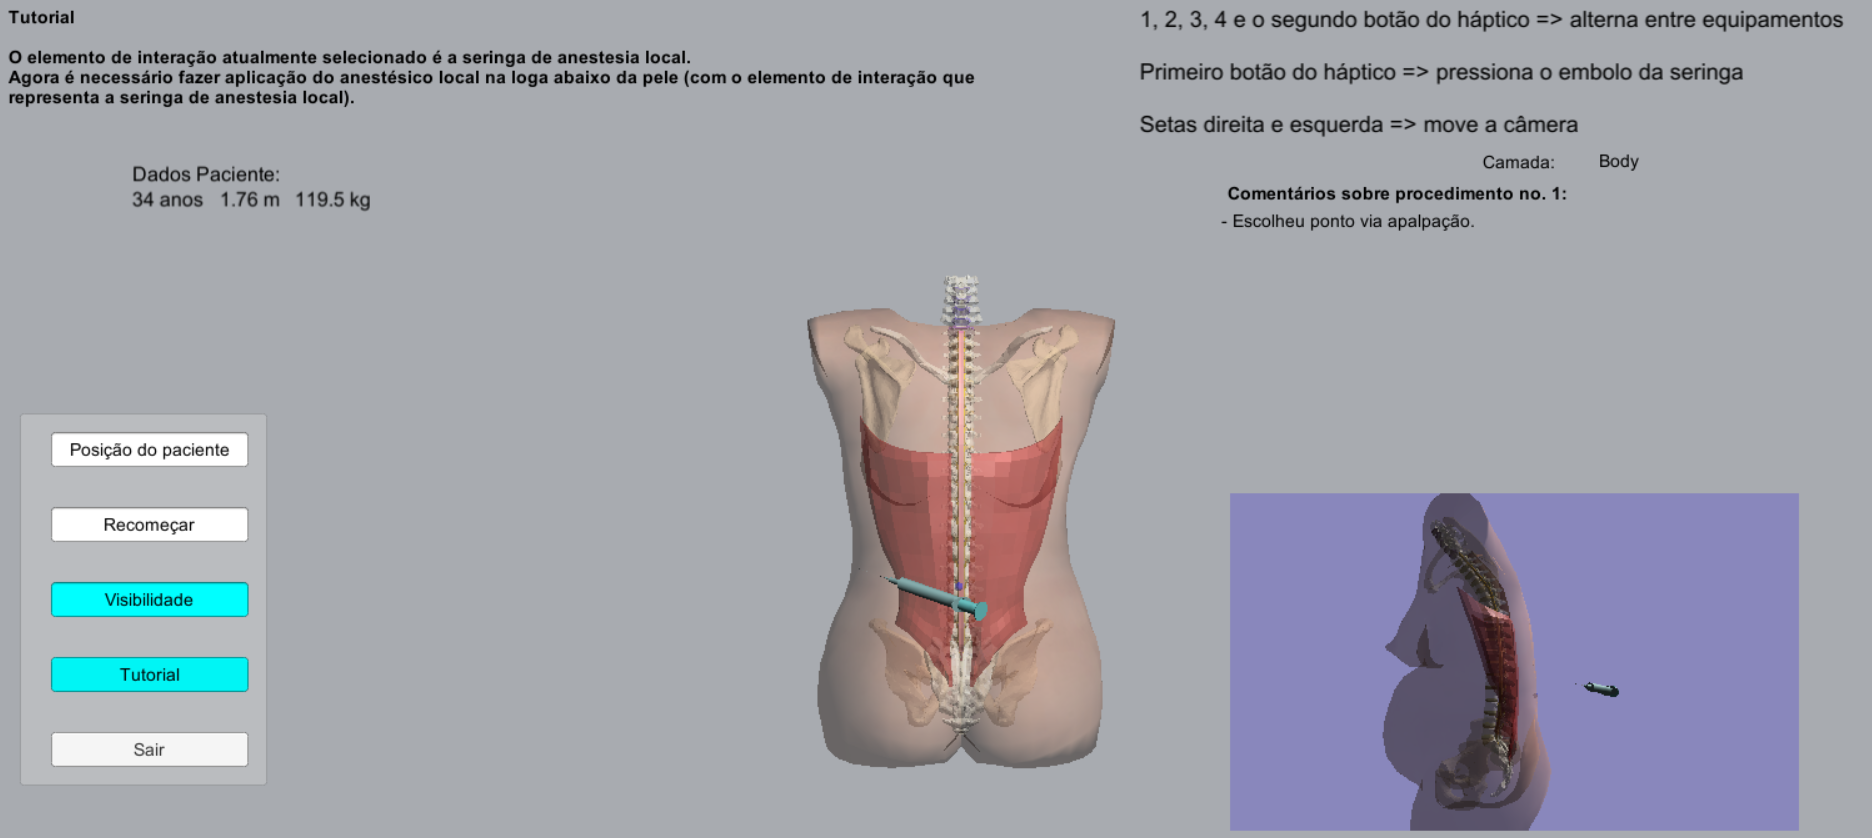 Tutorial
O elemento de interação atualmente selecionado é a seringa de anestesia local.
Agora é necessário fazer aplicação do anestésico local na loga abaixo da pele (com o elemento de interação que
representa a seringa de anestesia local).
1, 2, 3, 4 e o segundo botão do háptico => alterna entre equipamentos
Primeiro botão do háptico => pressiona o embolo da seringa
Setas direita e esquerda => move a câmera
Camada: Body
Comentários sobre procedimento no. 1:
- Escolheu ponto via apalpação.
Dados Paciente:
34 anos 1.76 m 119.5 kg
Posição do paciente
Recomeçar
Visibilidade
Tutorial
Sair